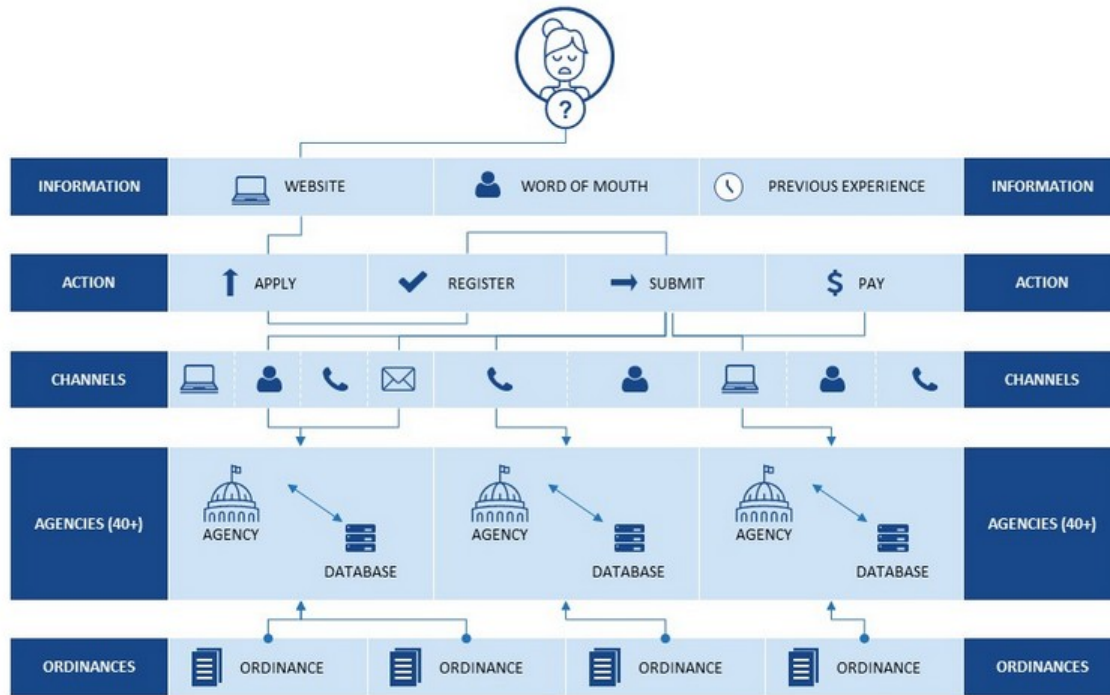 ?
INFORMATION WEBSITE WORD OF MOUTH PREVIOUS EXPERIENCE INFORMATION
ACTION APPLY REGISTER SUBMIT $ PAY ACTION
CHANNELS CHANNELS
AGENCIES (40+) AGENCIES (40+)
AGENCY AGENCY AGENCY
DATABASE DATABASE DATABASE
ORDINANCES ORDINANCE ORDINANCE ORDINANCE ORDINANCE ORDINANCES